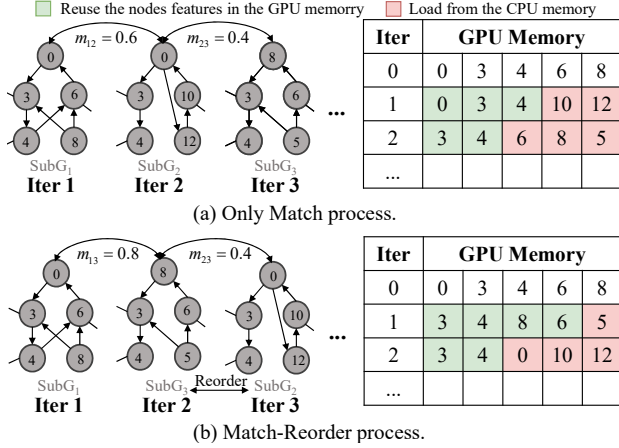 Reuse the nodes features in the GPU memorry
Load from the CPU memory
m12 = 0.6
m23 = 0.4
0
3
6
4
8
SubG1
Iter 1
0
3
10
4
12
SubG2
Iter 2
8
3
6
4
5
SubG3
Iter 3
...
Iter GPU Memory
0 0 3 4 6 8
1 0 3 4 10 12
2 3 4 6 8 5
...
(a) Only Match process.
m13 = 0.8
m23 = 0.4
0
3
6
4
8
SubG1
Iter 1
8
3
6
4
5
SubG3
Iter 2
Reorder
0
3
10
4
12
SubG2
Iter 3
...
Iter GPU Memory
0 0 3 4 6 8
1 3 4 8 6 5
2 3 4 0 10 12
...
(b) Match-Reorder process.